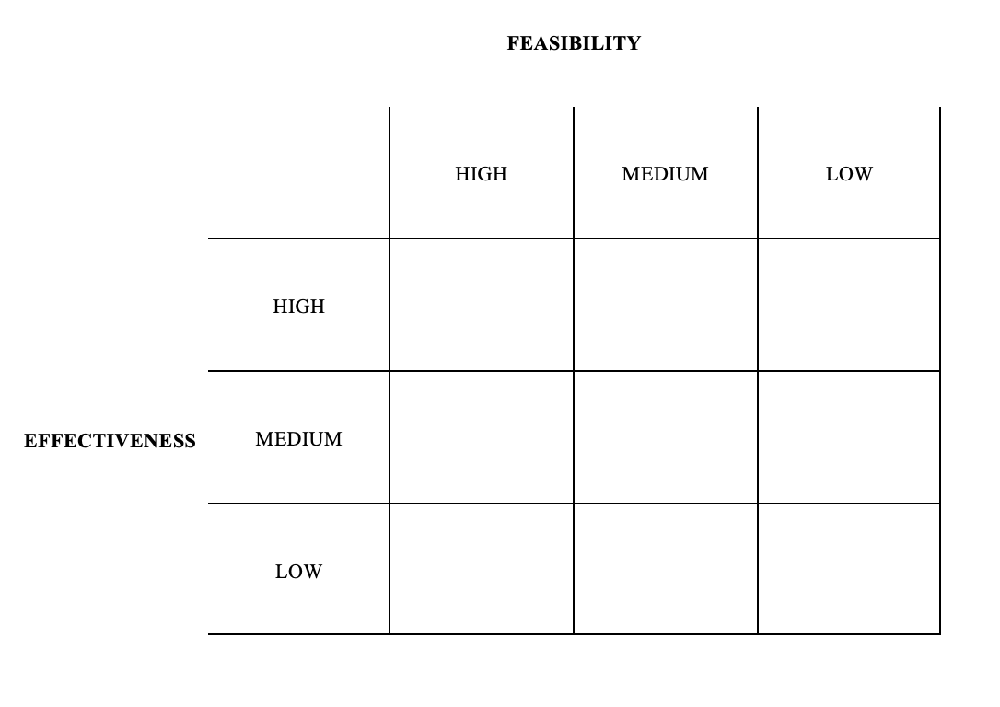 FEASIBILITY
HIGH MEDIUM LOW
HIGH
EFFECTIVENESS MEDIUM
LOW